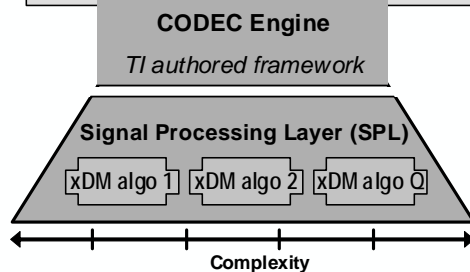 CODEC Engine
TI authored framework
Signal Processing Layer (SPL)
xDM algo 1 xDM algo 2 xDM algo Q
Complexity